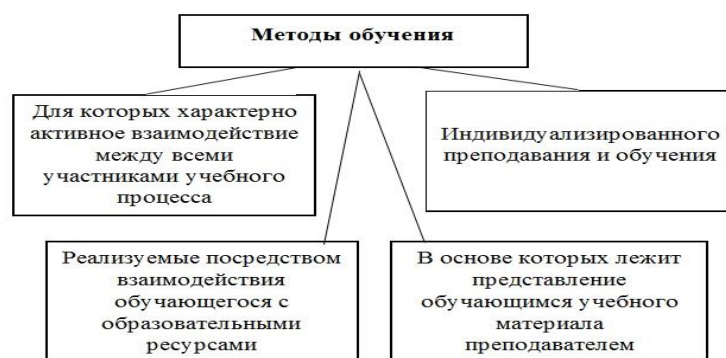 Методы обучения
Для которых характерно
активное взаимодействие
между всеми
участниками учебного
процесса
Индивидуализированного
преподавания и обучения
Реализуемые посредством
взаимодействия
обучающегося с
образовательными
ресурсами
В основе которых лежит
представление
обучающимся учебного
материала
преподавателем